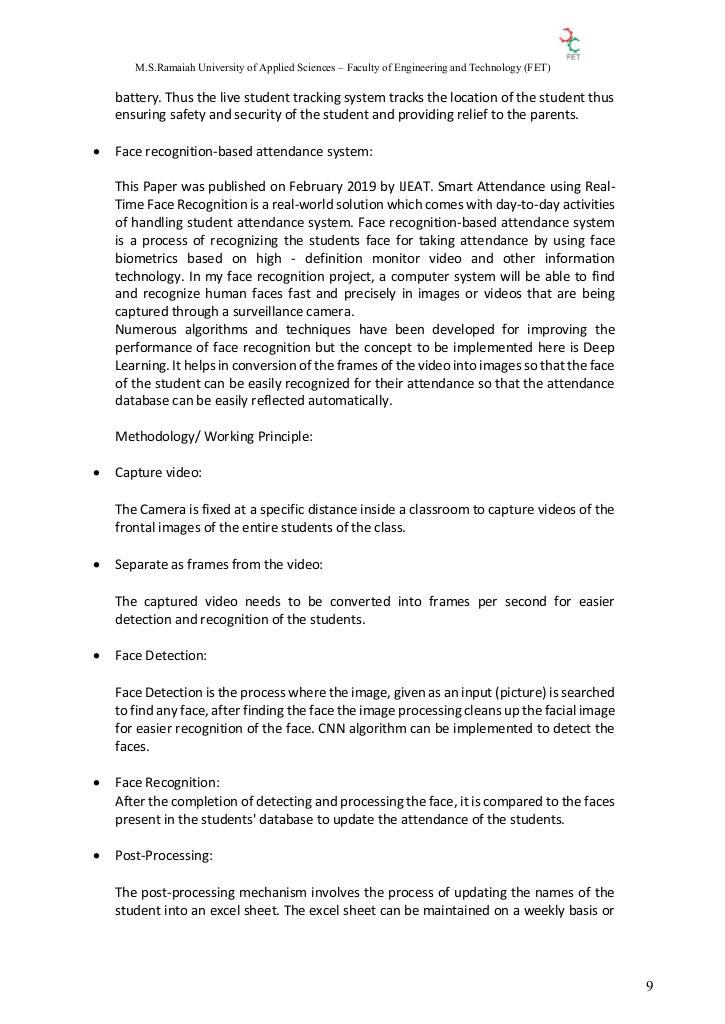 FET
M.S.Ramaiah University of Applied Sciences – Faculty of Engineering and Technology (FET)
battery. Thus the live student tracking system tracks the location of the student thus
ensuring safety and security of the student and providing relief to the parents.
• Face recognition-based attendance system:
This Paper was published on February 2019 by IJEAT. Smart Attendance using Real-
Time Face Recognition is a real-world solution which comes with day-to-day activities
of handling student attendance system. Face recognition-based attendance system
is a process of recognizing the students face for taking attendance by using face
biometrics based on high - definition monitor video and other information
technology. In my face recognition project, a computer system will be able to find
and recognize human faces fast and precisely in images or videos that are being
captured through a surveillance camera.
Numerous algorithms and techniques have been developed for improving the
performance of face recognition but the concept to be implemented here is Deep
Learning. It helps in conversion of the frames of the video into images so that the face
of the student can be easily recognized for their attendance so that the attendance
database can be easily reflected automatically.
Methodology/ Working Principle:
• Capture video:
The Camera is fixed at a specific distance inside a classroom to capture videos of the
frontal images of the entire students of the class.
• Separate as frames from the video:
The captured video needs to be converted into frames per second for easier
detection and recognition of the students.
• Face Detection:
Face Detection is the process where the image, given as an input (picture) is searched
to find any face, after finding the face the image processing cleans up the facial image
for easier recognition of the face. CNN algorithm can be implemented to detect the
faces.
• Face Recognition:
After the completion of detecting and processing the face, it is compared to the faces
present in the students' database to update the attendance of the students.
• Post-Processing:
The post-processing mechanism involves the process of updating the names of the
student into an excel sheet. The excel sheet can be maintained on a weekly basis or
9